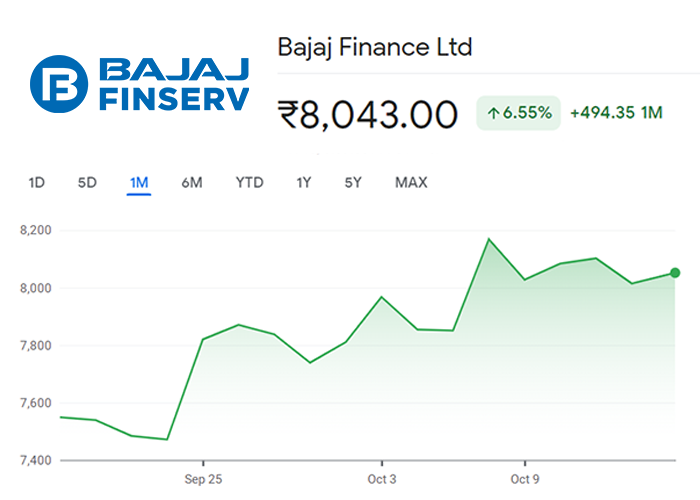 BAJAJ
FINSERV
Bajaj Finance Ltd
₹8,043.00 ↑6.55% +494.35 1M
1D 5D 1M 6M YTD 1Y 5Y MAX
8,200
8,000
7,800
7,600
7,400
Sep 25 Oct 3 Oct 9